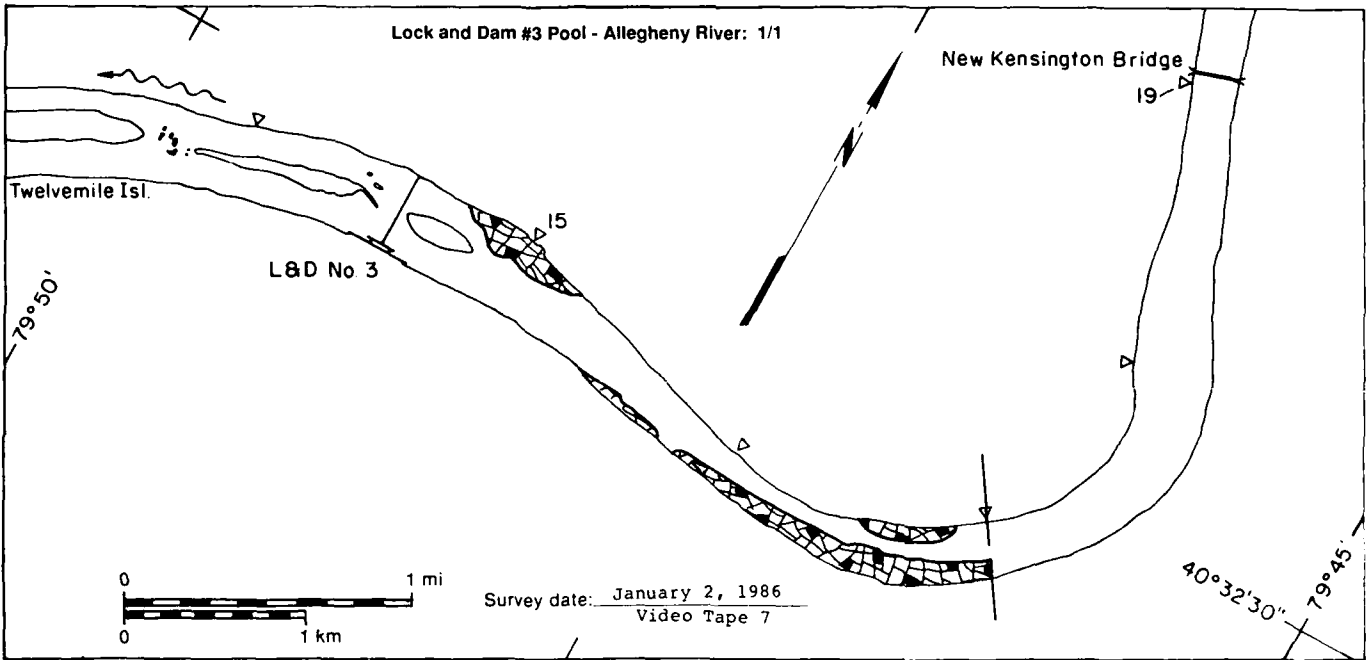 Lock and Dam #3 Pool - Allegheny River: 1/1
New Kensington Bridge
19
N
Twelvemile Isl.
15
L&D No. 3
79°50'
0 1 mi
0 1 km
Survey date: January 2, 1986
Video Tape 7
40°32'30"
79°45'